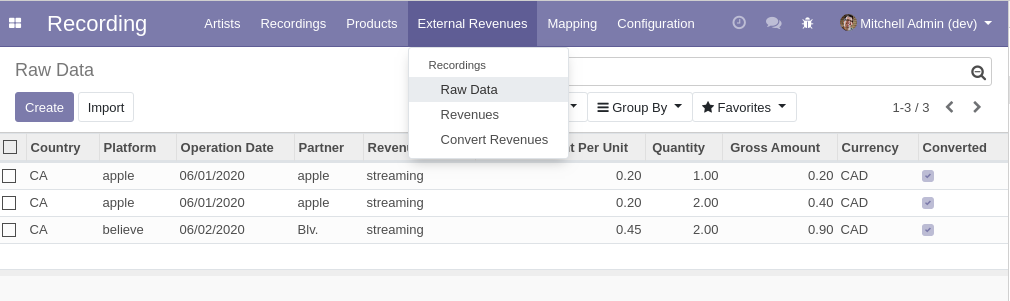 Recording Artists Recordings Products External Revenues Mapping Configuration Mitchell Admin (dev)
Raw Data
Recordings
Raw Data
Revenues
Convert Revenues
Create Import Group By Favorites 1-3 / 3
Country Platform Operation Date Partner Revenu t Per Unit Quantity Gross Amount Currency Converted
CA apple 06/01/2020 apple streaming 0.20 1.00 0.20 CAD
CA apple 06/01/2020 apple streaming 0.20 2.00 0.40 CAD
CA believe 06/02/2020 Blv. streaming 0.45 2.00 0.90 CAD